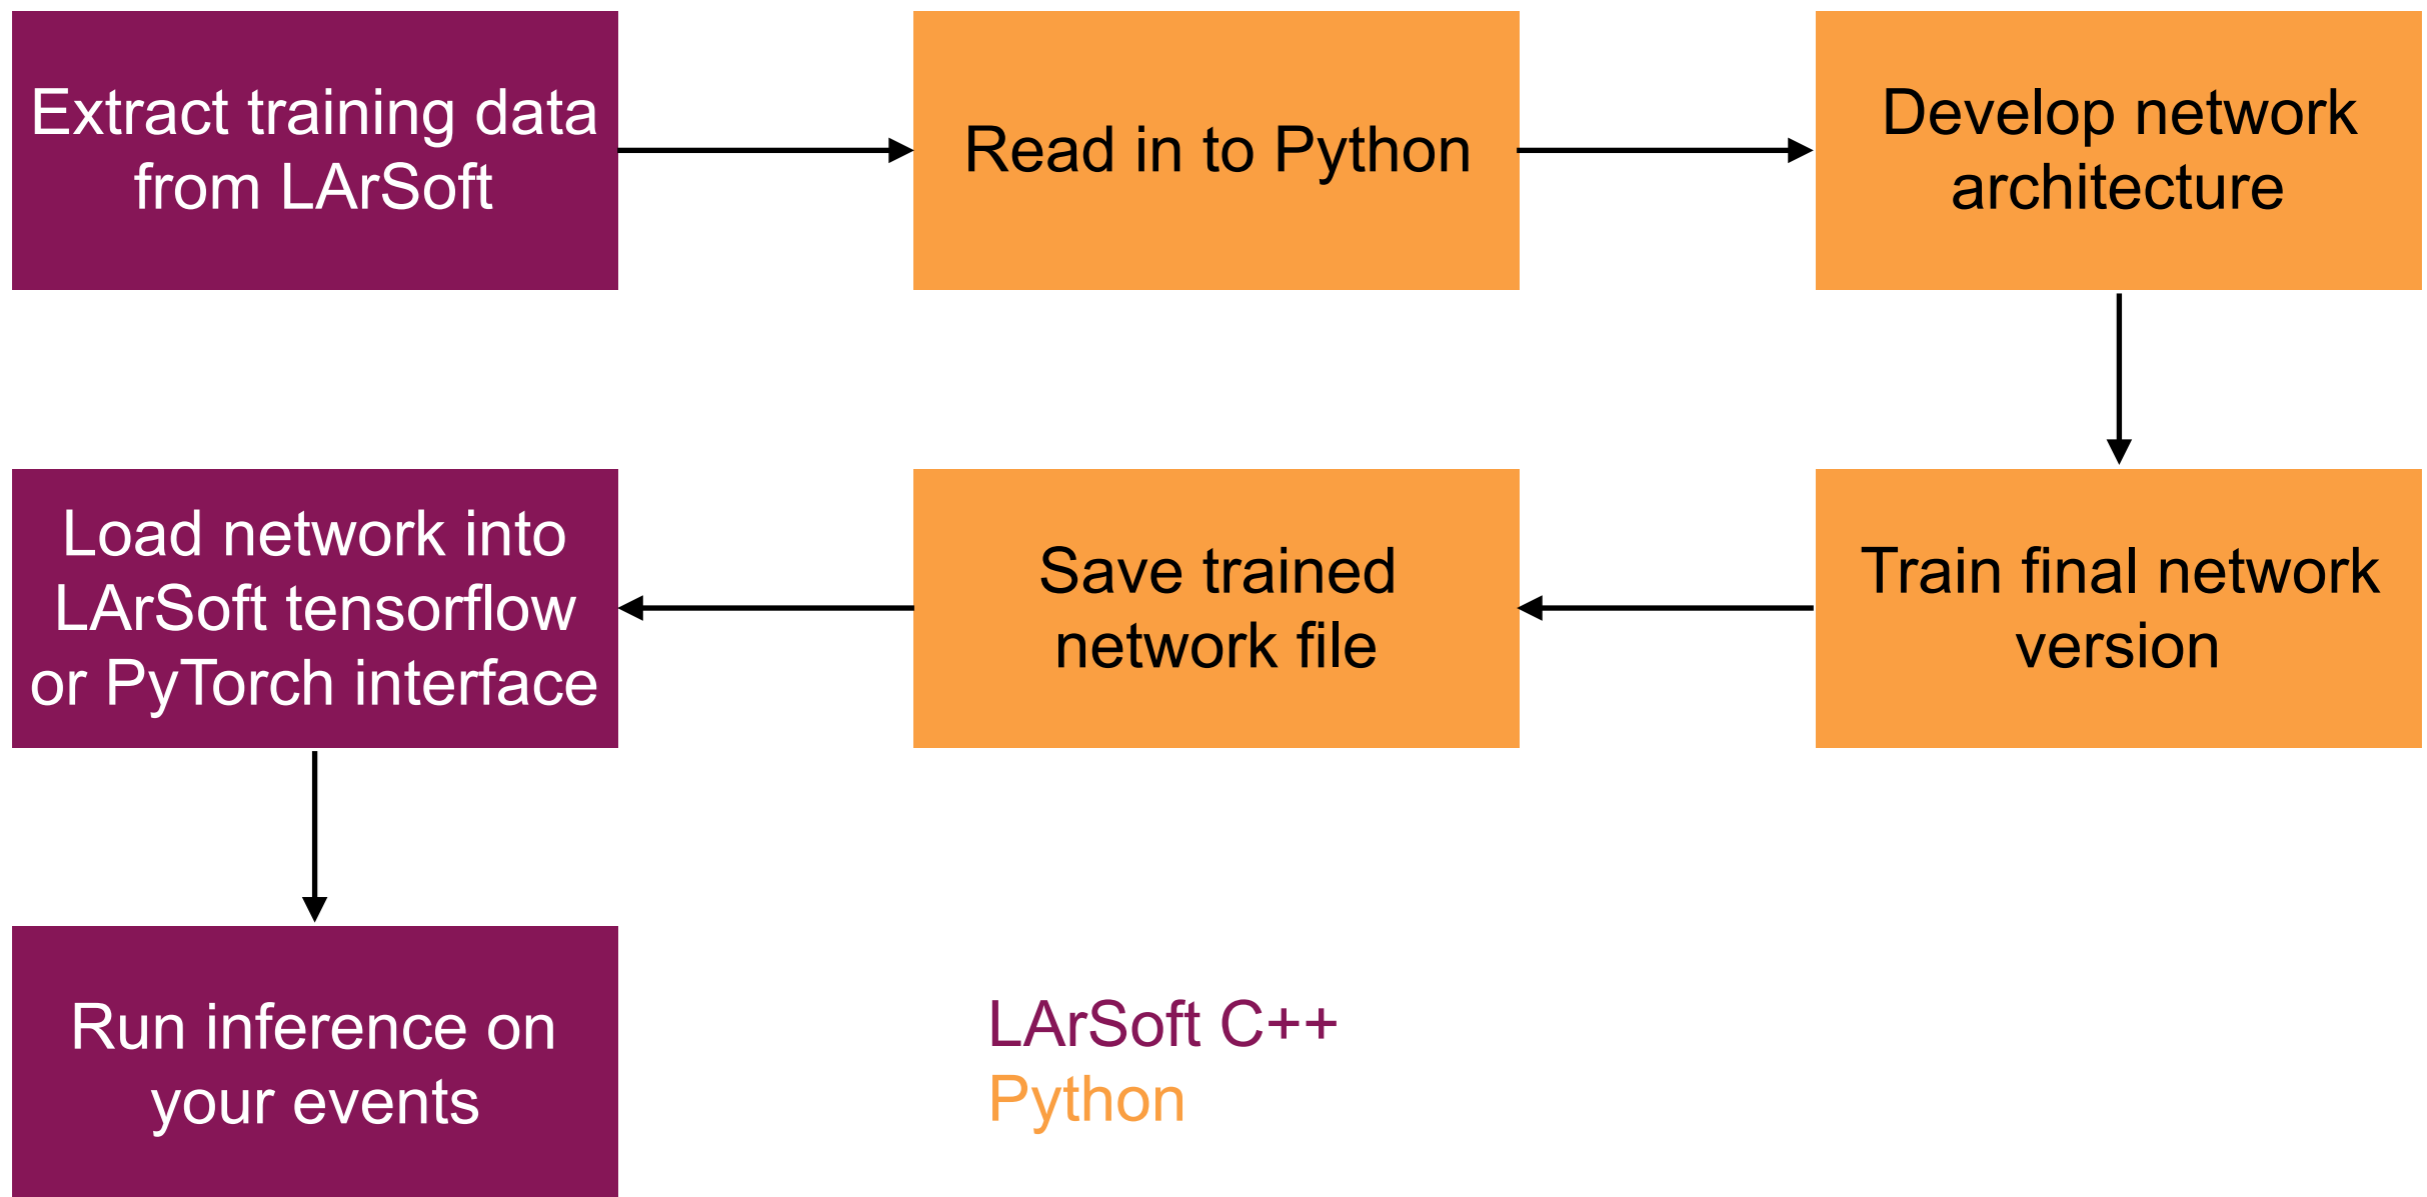 Extract training data
from LArSoft
Read in to Python
Develop network
architecture
Load network into
LArSoft tensorflow
or PyTorch interface
Save trained
network file
Train final network
version
Run inference on
your events
LArSoft C++
Python